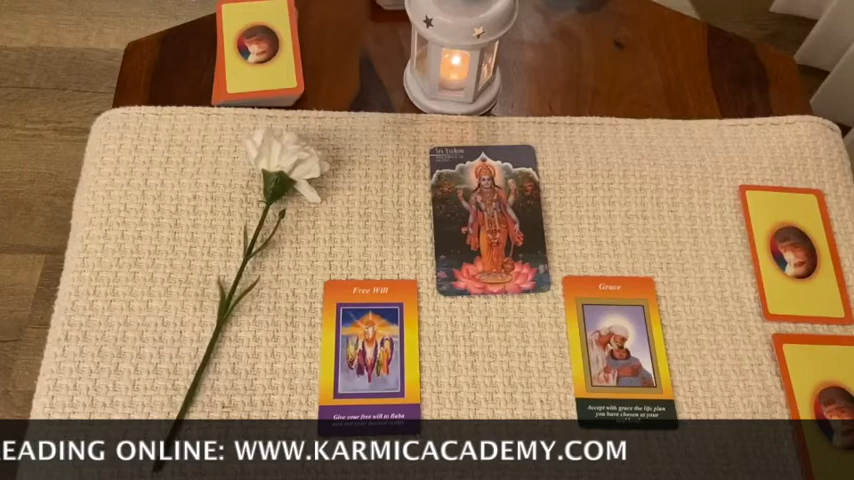 Sri Vishnu
Free Will
Grace
Give your free will to Baba
Accept with grace the life plan
you have chosen at your
EADING ONLINE: WWW.KARMICACADEMY.COM